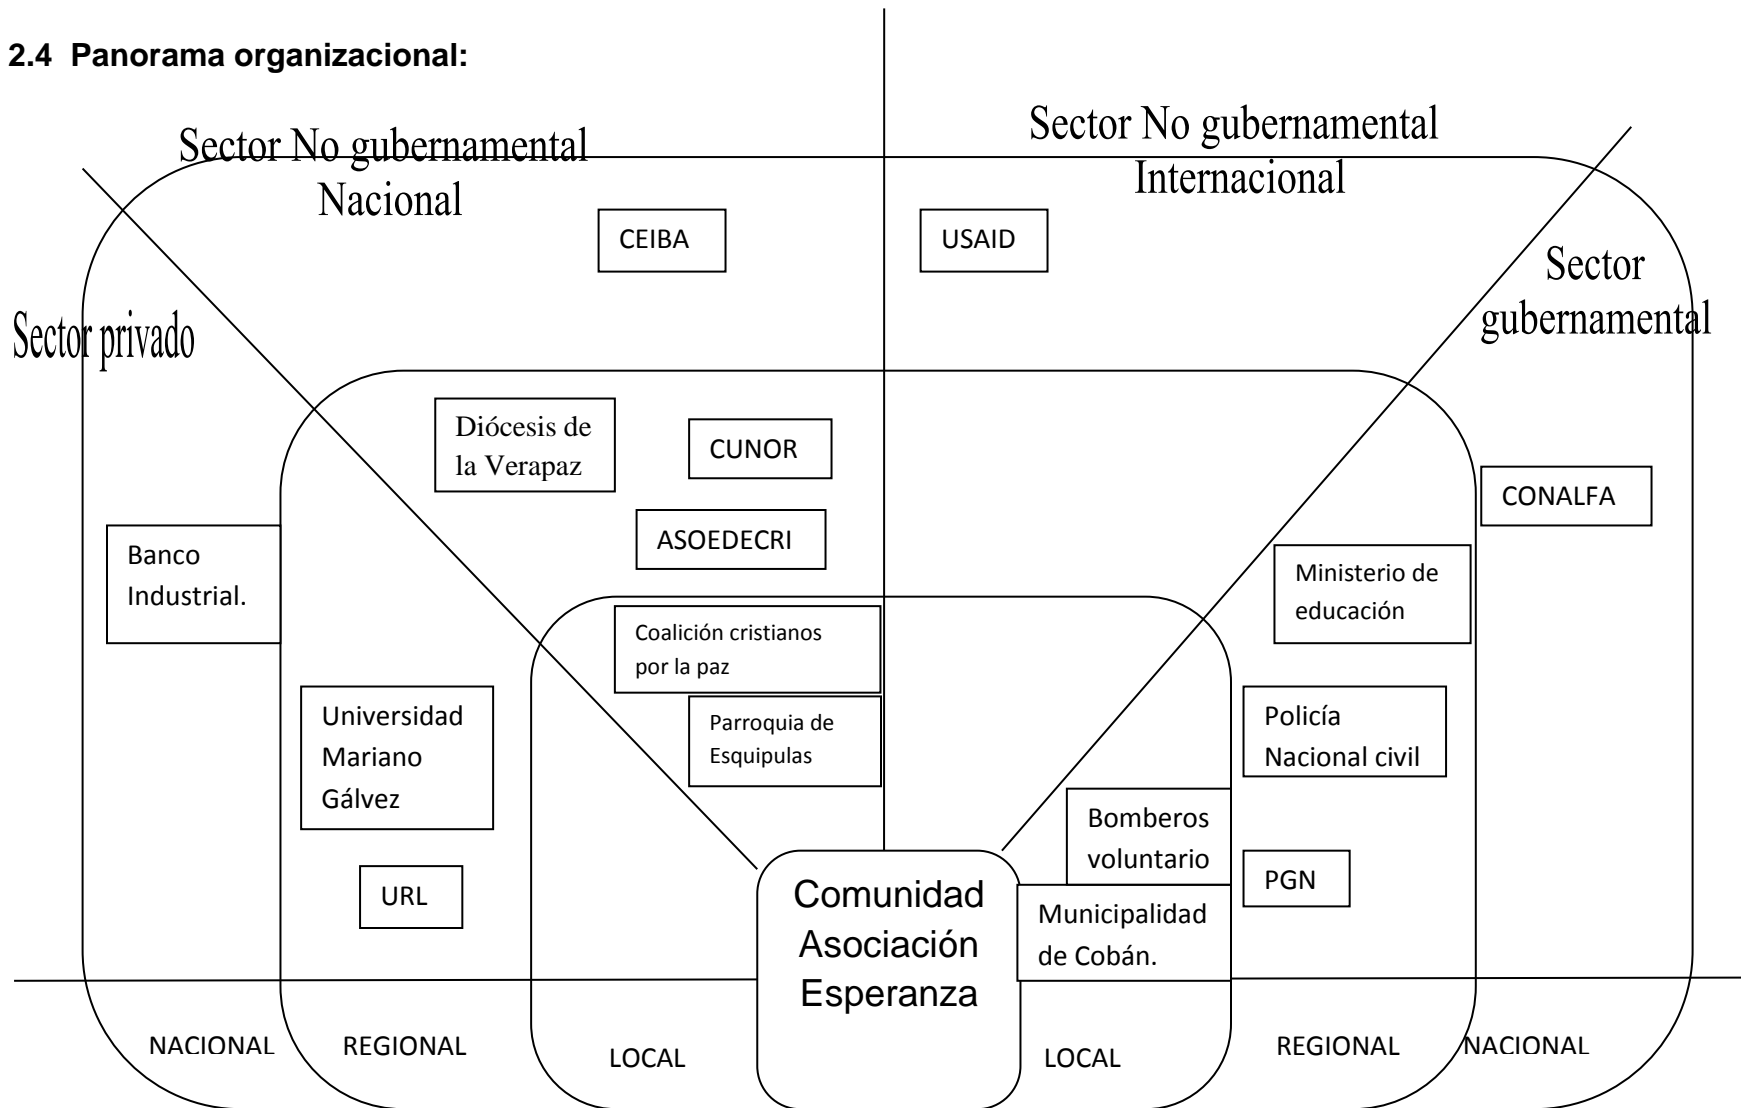 2.4 Panorama organizacional:
Sector No gubernamental
Nacional
Sector No gubernamental
Internacional
CEIBA
USAID
Sector
gubernamental
Sector privado
Diócesis de
la Verapaz
CUNOR
CONALFA
ASOEDECRI
Banco
Industrial.
Ministerio de
educación
Coalición cristianos
por la paz
Universidad
Mariano
Gálvez
Parroquia de
Esquipulas
Policía
Nacional civil
Bomberos
voluntario
URL
PGN
Comunidad
Asociación
Esperanza
Municipalidad
de Cobán.
NACIONAL
REGIONAL
LOCAL
LOCAL
REGIONAL
NACIONAL